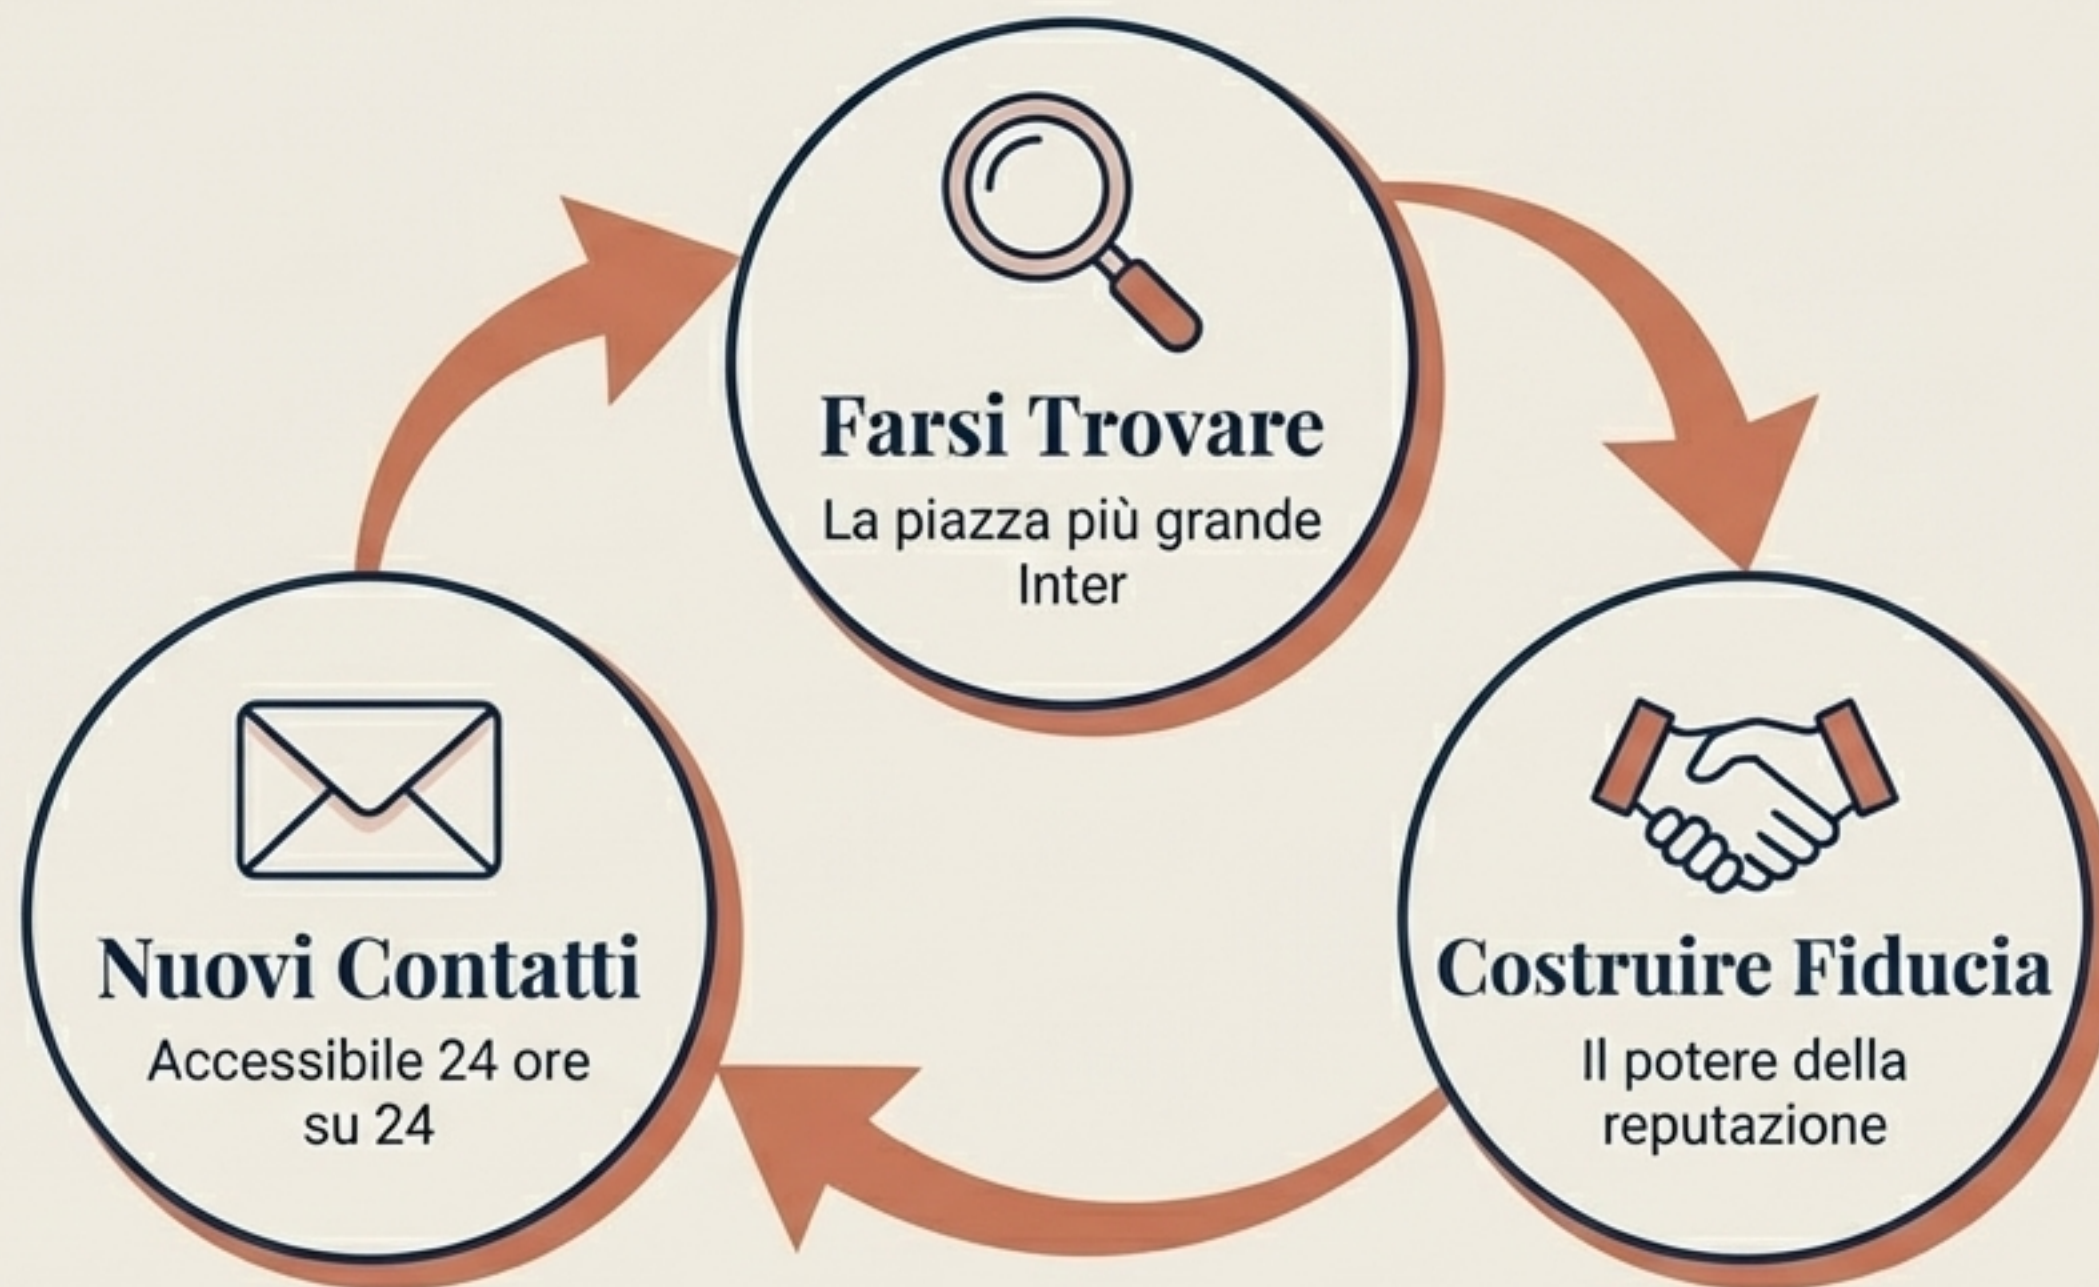 Farsi Trovare
La piazza più grande
Inter
Nuovi Contatti
Accessibile 24 ore
su 24
Costruire Fiducia
Il potere della
reputazione